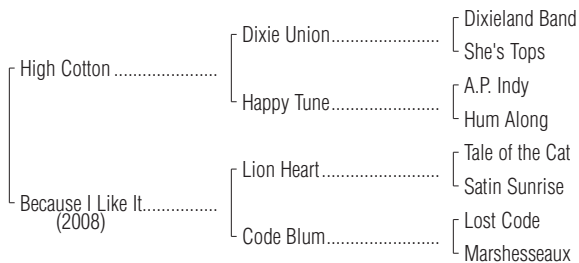 Dixieland Band
Dixie Union........................
She's Tops
High Cotton ......................
A.P. Indy
Happy Tune........................
Hum Along
Tale of the Cat
Lion Heart..........................
Satin Sunrise
Because I Like It................
(2008)
Lost Code
Code Blum.........................
Marshesseaux